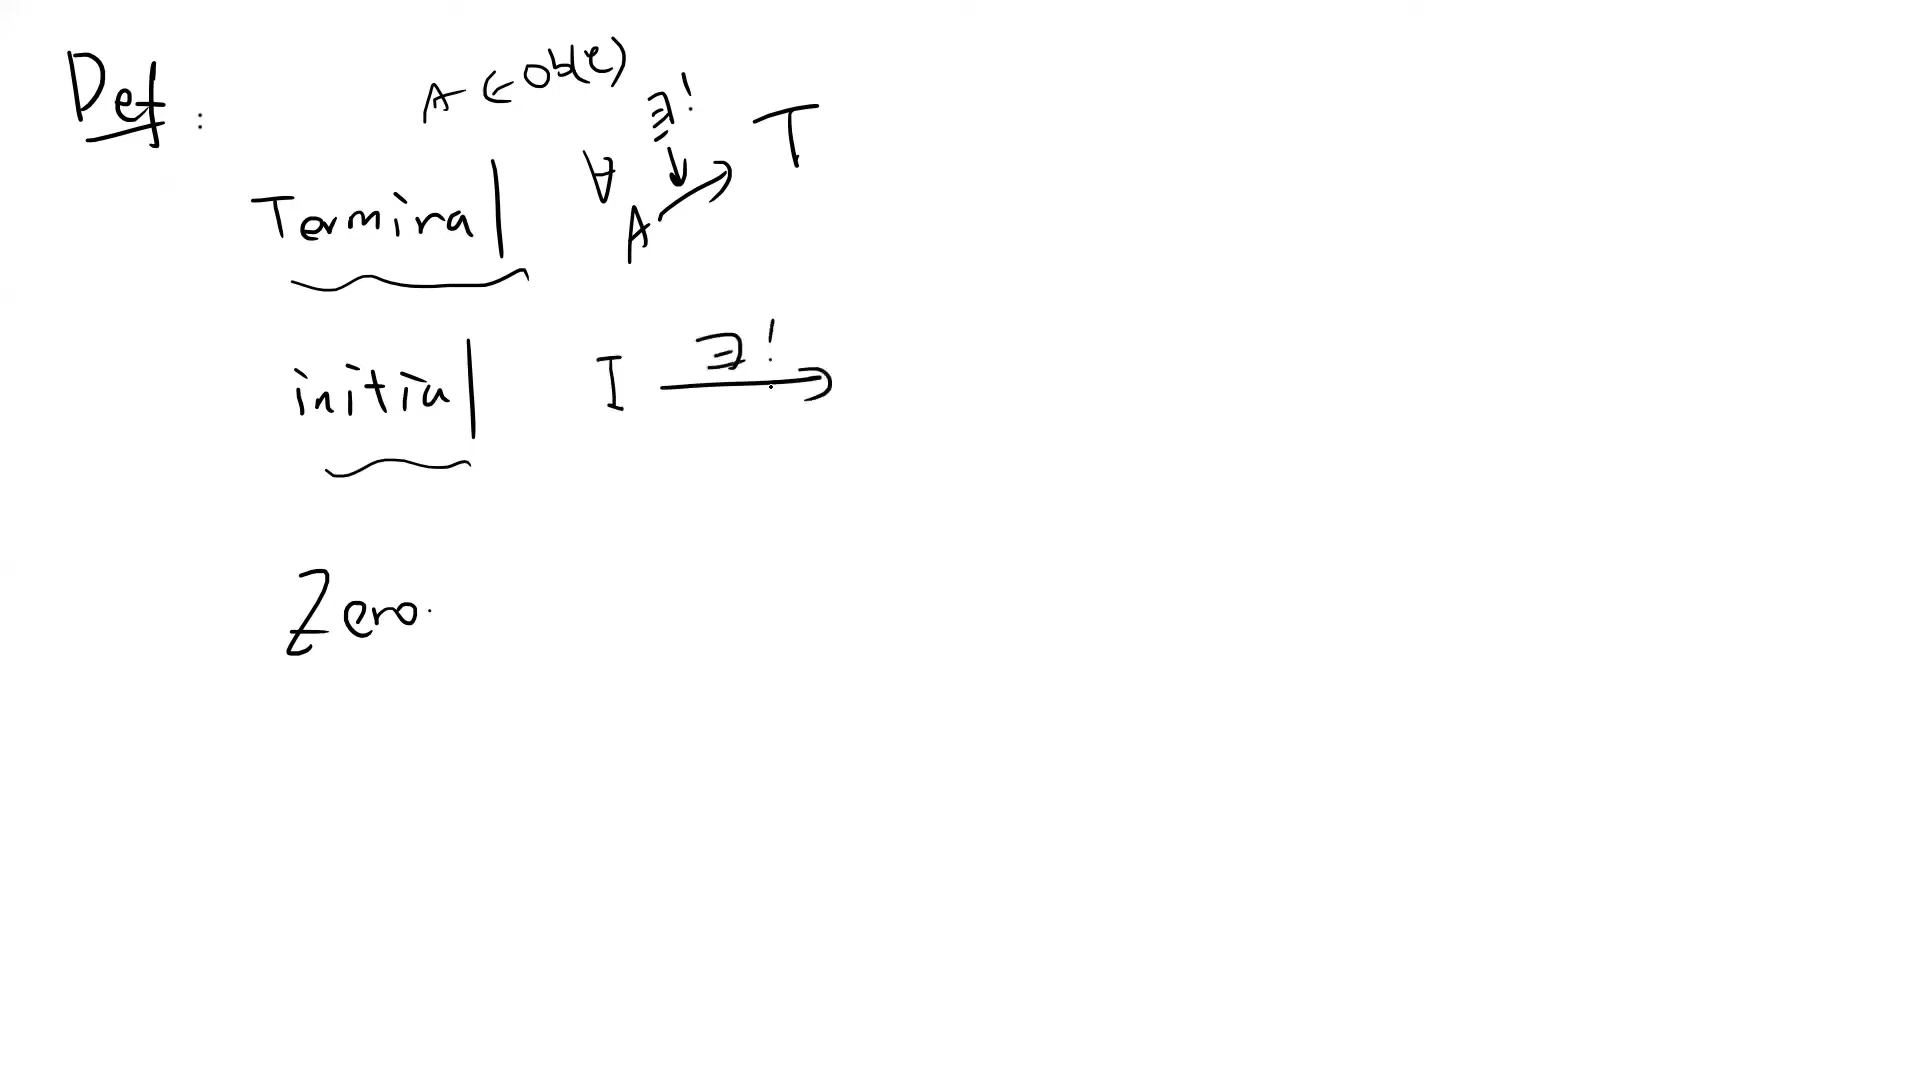 Def :
A ∈ Ob(C)
Terminal ∀ A → T ∃!
initial I → ∃!
Zero.